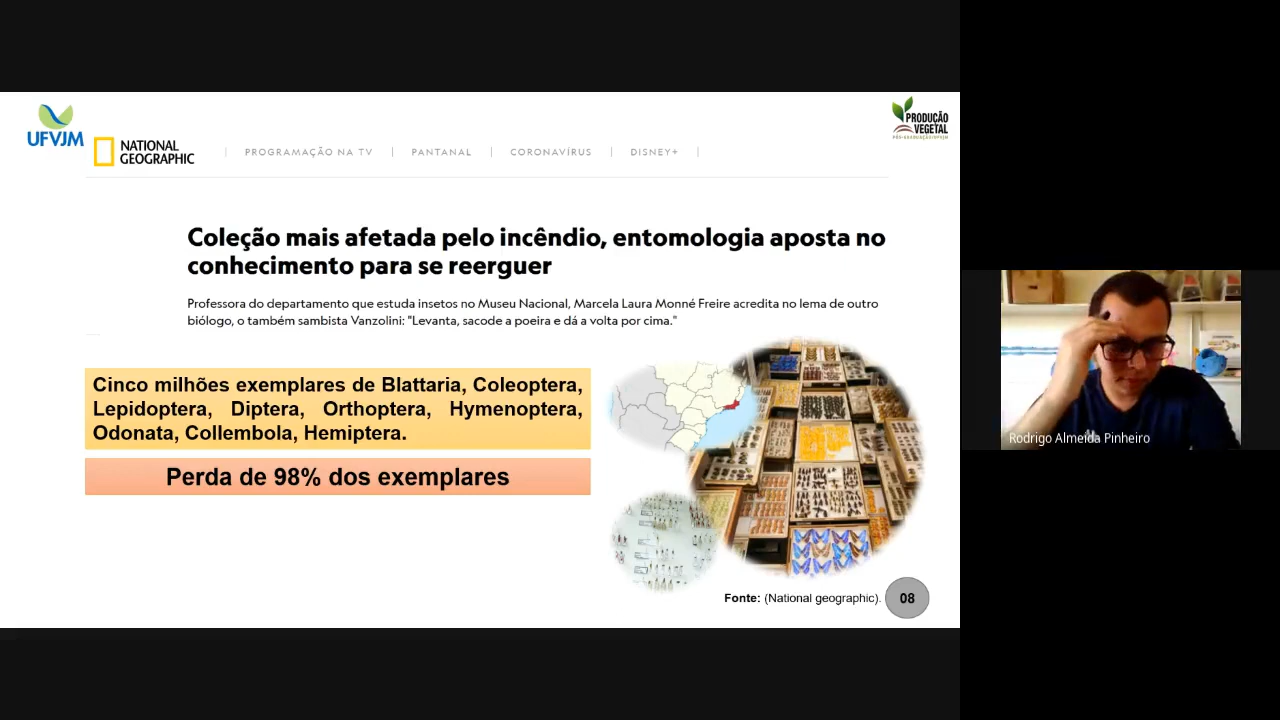 UFVJM
NATIONAL
GEOGRAPHIC
PROGRAMAÇÃO NA TV
PANTANAL
CORONAVÍRUS
DISNEY+
PRODUÇÃO
VEGETAL
PÓS-GRADUAÇÃO/UFVJM
Coleção mais afetada pelo incêndio, entomologia aposta no
conhecimento para se reerguer
Professora do departamento que estuda insetos no Museu Nacional, Marcela Laura Monné Freire acredita no lema de outro
biólogo, o também sambista Vanzolini: "Levanta, sacode a poeira e dá a volta por cima."
Cinco milhões exemplares de Blattaria, Coleoptera,
Lepidoptera, Diptera, Orthoptera, Hymenoptera,
Odonata, Collembola, Hemiptera.
Perda de 98% dos exemplares
Fonte: (National geographic).
08
Rodrigo Almeida Pinheiro